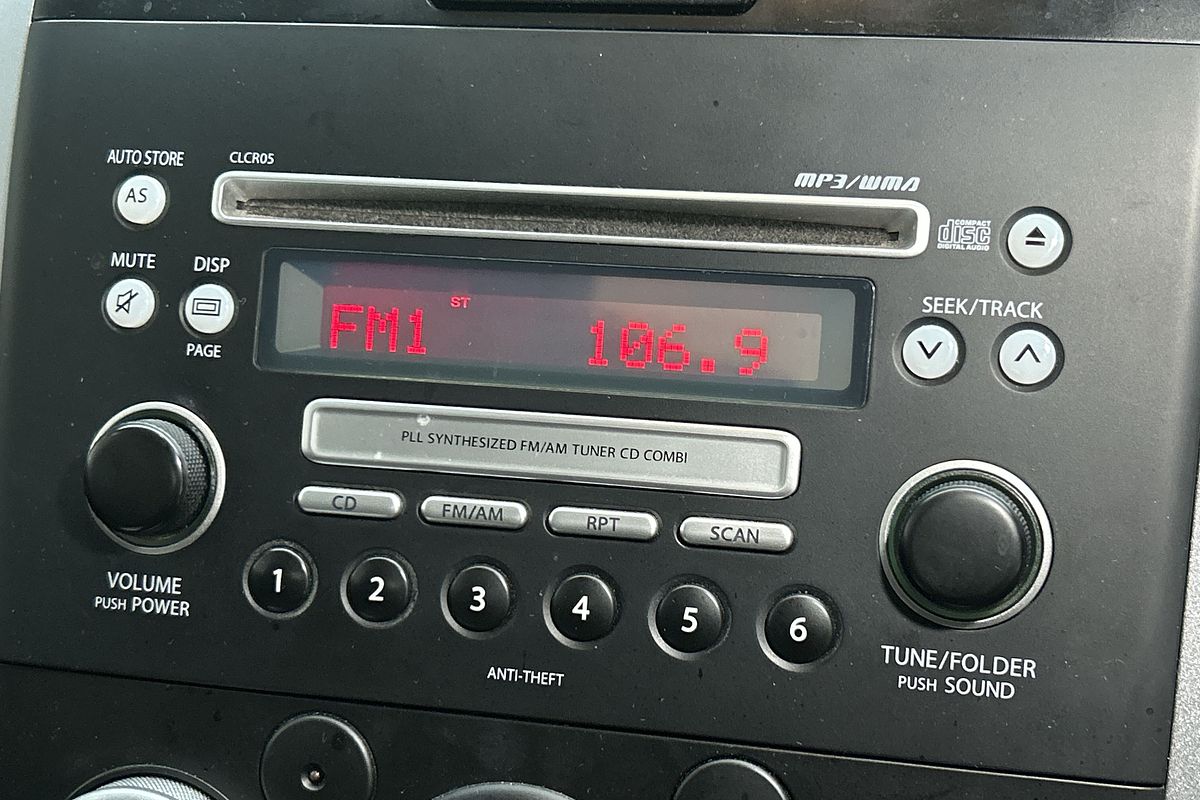 AUTO STORE
CLCR05
AS
MP3/WMA
COMPACT
disc
DIGITAL AUDIO
MUTE
DISP
SEEK/TRACK
PAGE
ST
FM1 106.9
PLL SYNTHESIZED FM/AM TUNER CD COMBI
CD FM/AM RPT SCAN
1 2 3 4 5 6
VOLUME
PUSH POWER
TUNE/FOLDER
PUSH SOUND
ANTI-THEFT